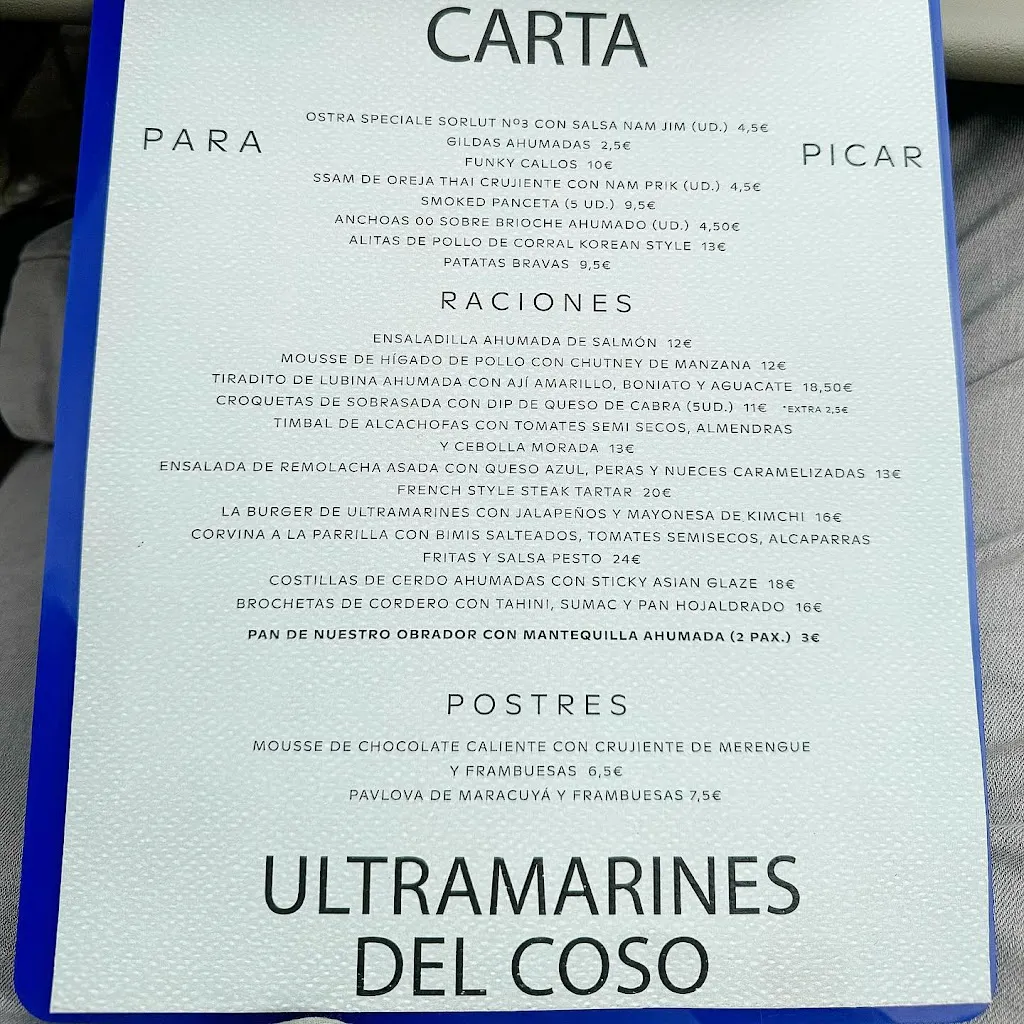 CARTA
PARA PICAR
OSTRA SPECIALE SORLUT Nº3 CON SALSA NAM JIM (UD.) 4,5€
GILDAS AHUMADAS 2,5€
FUNKY CALLOS 10€
SSAM DE OREJA THAI CRUJIENTE CON NAM PRIK (UD.) 4,5€
SMOKED PANCETA (5 UD.) 9,5€
ANCHOAS 00 SOBRE BRIOCHE AHUMADO (UD.) 4,50€
ALITAS DE POLLO DE CORRAL KOREAN STYLE 13€
PATATAS BRAVAS 9,5€
RACIONES
ENSALADILLA AHUMADA DE SALMÓN 12€
MOUSSE DE HÍGADO DE POLLO CON CHUTNEY DE MANZANA 12€
TIRADITO DE LUBINA AHUMADA CON AJÍ AMARILLO, BONIATO Y AGUACATE 18,50€
CROQUETAS DE SOBRASADA CON DIP DE QUESO DE CABRA (5UD.) 11€ *EXTRA 2,5€
TIMBAL DE ALCACHOFAS CON TOMATES SEMI SECOS, ALMENDRAS
Y CEBOLLA MORADA 13€
ENSALADA DE REMOLACHA ASADA CON QUESO AZUL, PERAS Y NUECES CARAMELIZADAS 13€
FRENCH STYLE STEAK TARTAR 20€
LA BURGER DE ULTRAMARINES CON JALAPEÑOS Y MAYONESA DE KIMCHI 16€
CORVINA A LA PARRILLA CON BIMIS SALTEADOS, TOMATES SEMISECOS, ALCAPARRAS
FRITAS Y SALSA PESTO 24€
COSTILLAS DE CERDO AHUMADAS CON STICKY ASIAN GLAZE 18€
BROCHETAS DE CORDERO CON TAHINI, SUMAC Y PAN HOJALDRADO 16€
PAN DE NUESTRO OBRADOR CON MANTEQUILLA AHUMADA (2 PAX.) 3€
POSTRES
MOUSSE DE CHOCOLATE CALIENTE CON CRUJIENTE DE MERENGUE
Y FRAMBUESAS 6,5€
PAVLOVA DE MARACUYÁ Y FRAMBUESAS 7,5€
ULTRAMARINES
DEL COSO